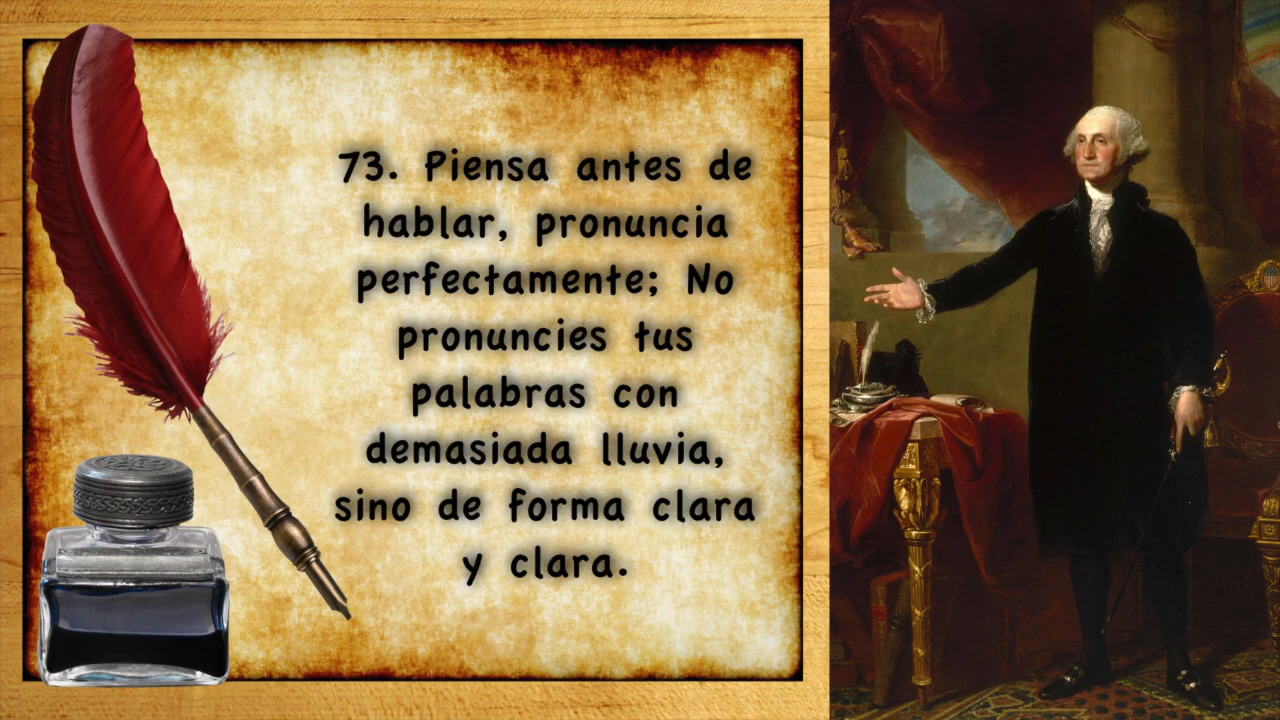 73. Piensa antes de
hablar, pronuncia
perfectamente; No
pronuncies tus
palabras con
demasiada lluvia,
sino de forma clara
y clara.